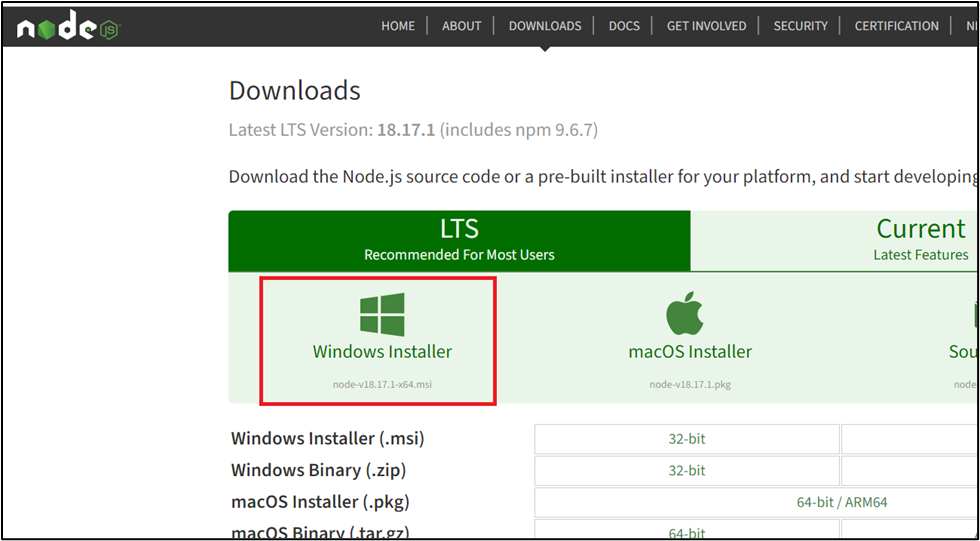 node JS
HOME ABOUT DOWNLOADS DOCS GET INVOLVED SECURITY CERTIFICATION
Downloads
Latest LTS Version: 18.17.1 (includes npm 9.6.7)
Download the Node.js source code or a pre-built installer for your platform, and start developing
LTS Current
Recommended For Most Users Latest Features
Windows Installer macOS Installer
node-v18.17.1-x64.msi node-v18.17.1.pkg
Windows Installer (.msi) 32-bit
Windows Binary (.zip) 32-bit
macOS Installer (.pkg) 64-bit / ARM64
macOS Binary (.tar.gz) 64-bit